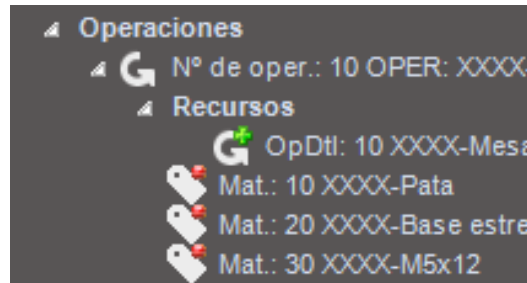 Operaciones
Nº de oper.: 10 OPER: XXXX-
Recursos
OpDtl: 10 XXXX-Mesa
Mat.: 10 XXXX-Pata
Mat.: 20 XXXX-Base estre
Mat.: 30 XXXX-M5x12